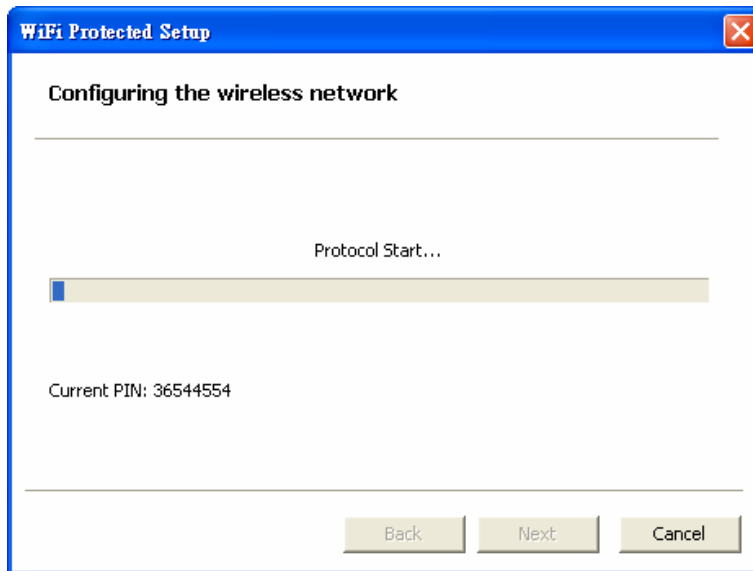 WiFi Protected Setup
Configuring the wireless network
Protocol Start...
Current PIN: 36544554
Back Next Cancel